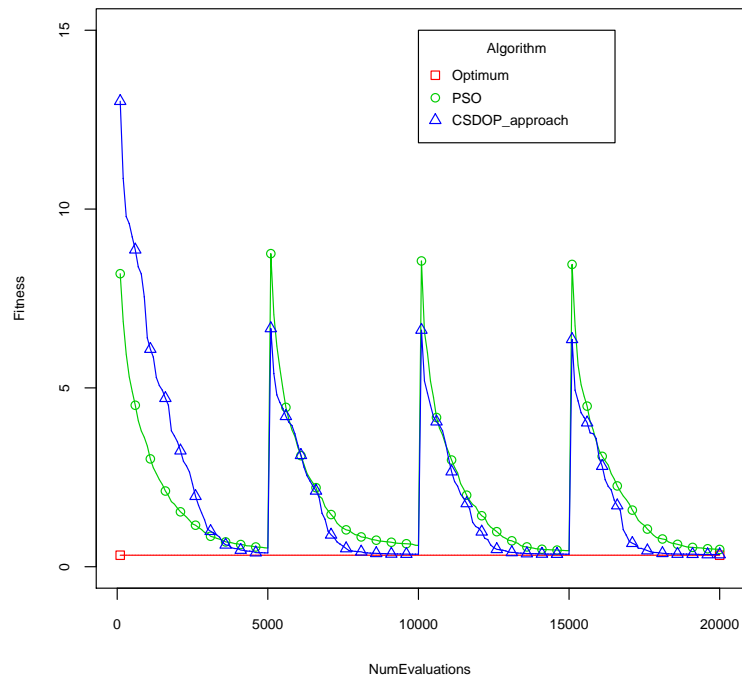 15
10
5
0
Fitness
Algorithm
Optimum
PSO
CSDOP_approach
0 5000 10000 15000 20000
NumEvaluations